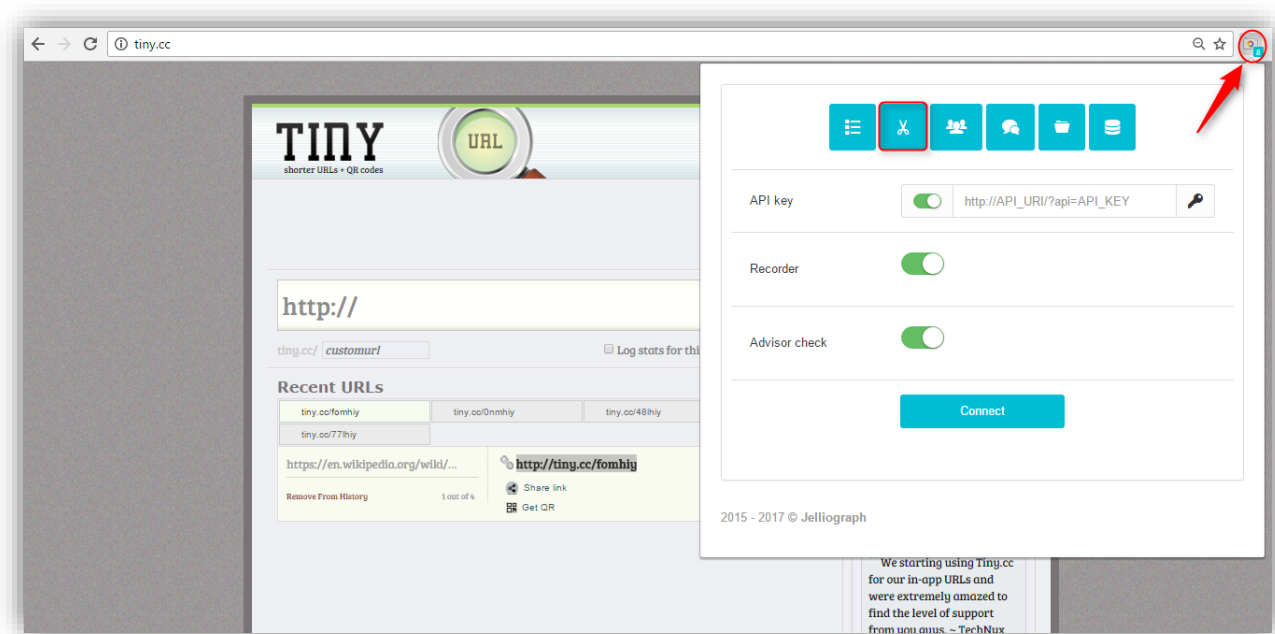 tiny.cc
8
TINY
shorter URLs + QR codes
URL
API key
http://API_URI/?api=API_KEY
Recorder
http://
Advisor check
tiny.cc/ customurl
Log stats for thi
Recent URLs
tiny.cc/fomhiy
tiny.cc/0nmhiy
tiny.cc/48lhiy
tiny.cc/77lhiy
Connect
https://en.wikipedia.org/wiki/...
http://tiny.cc/fomhiy
Remove From History
1 out of 4
Share link
Get QR
2015 - 2017 © Jelliograph
We starting using Tiny.cc
for our in-app URLs and
were extremely amazed to
find the level of support
from you guys. ~ TechNux